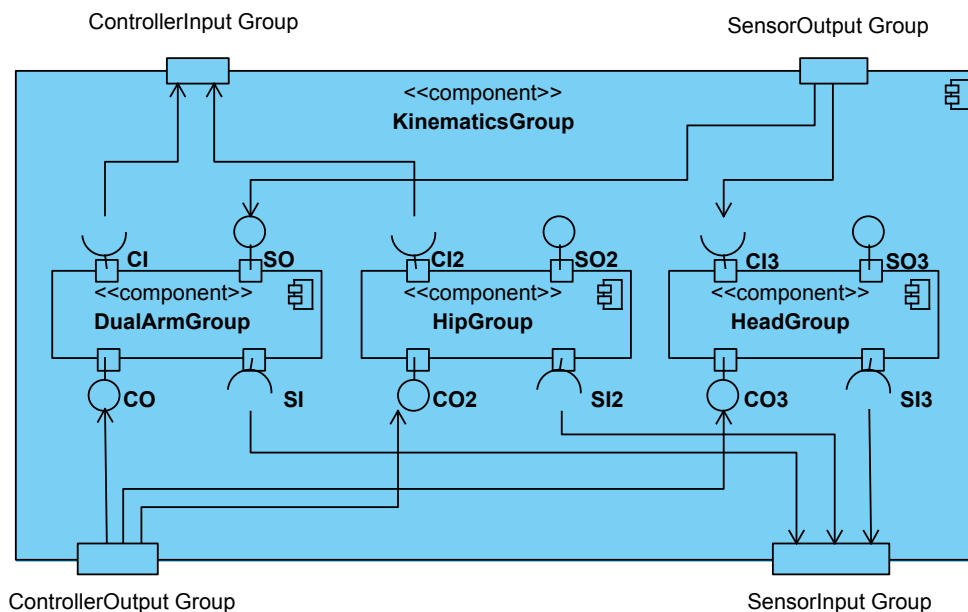 ControllerInput Group
SensorOutput Group
<<component>>
KinematicsGroup
CI
SO
CI2
SO2
CI3
SO3
<<component>>
DualArmGroup
<<component>>
HipGroup
<<component>>
HeadGroup
CO
SI
CO2
SI2
CO3
SI3
ControllerOutput Group
SensorInput Group